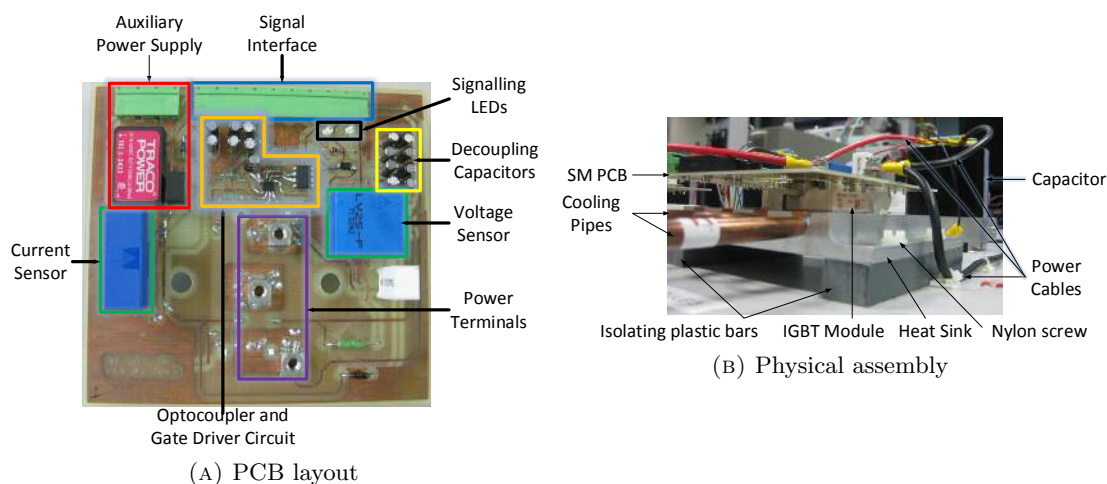 Auxiliary
Power Supply
Signal
Interface
Signalling
LEDs
Decoupling
Capacitors
Voltage
Sensor
Current
Sensor
Power
Terminals
Optocoupler and
Gate Driver Circuit
TRACO
POWER
LV25-P
(A) PCB layout
SM PCB
Cooling
Pipes
Capacitor
Power
Cables
Isolating plastic bars
IGBT Module
Heat Sink
Nylon screw
(B) Physical assembly